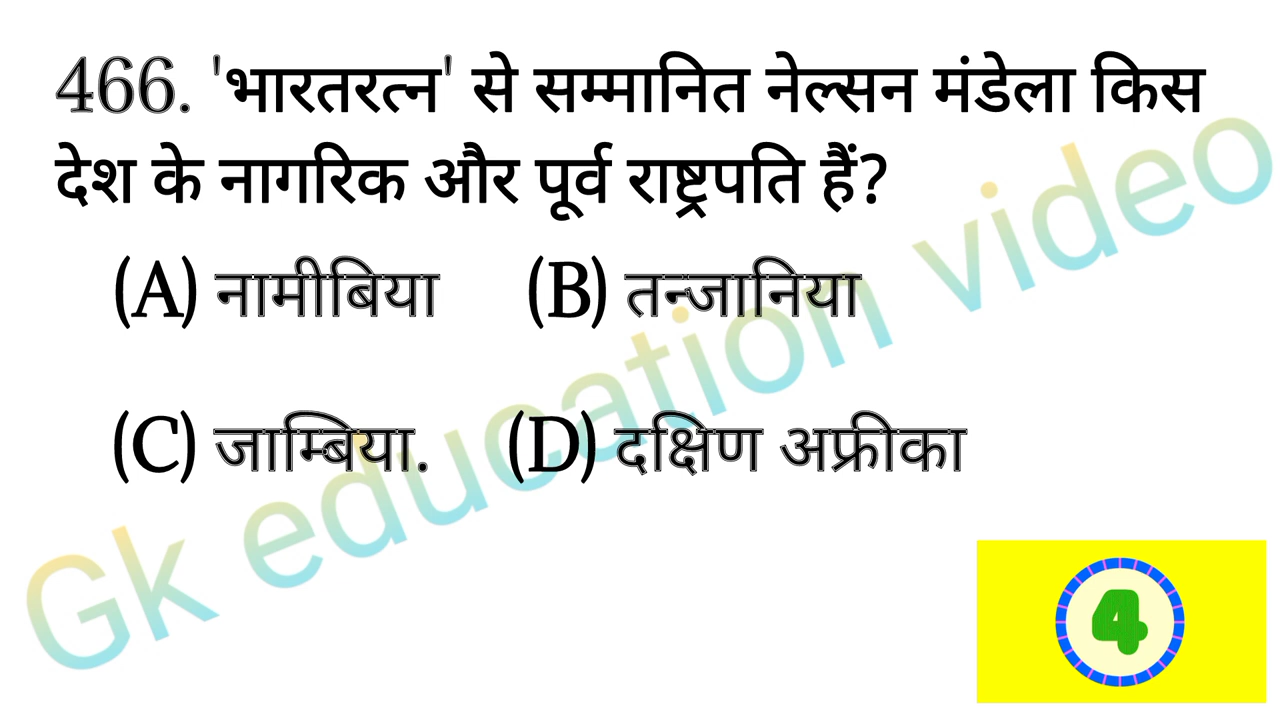 466. 'भारतरत्न' से सम्मानित नेल्सन मंडेला किस
देश के नागरिक और पूर्व राष्ट्रपति हैं?
(A) नामीबिया (B) तन्जानिया
(C) जाम्बिया. (D) दक्षिण अफ्रीका
Gk education video
4